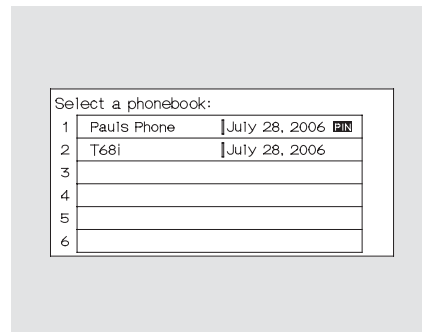 Select a phonebook:
1 Pauls Phone July 28, 2006 PIN
2 T68i July 28, 2006
3
4
5
6